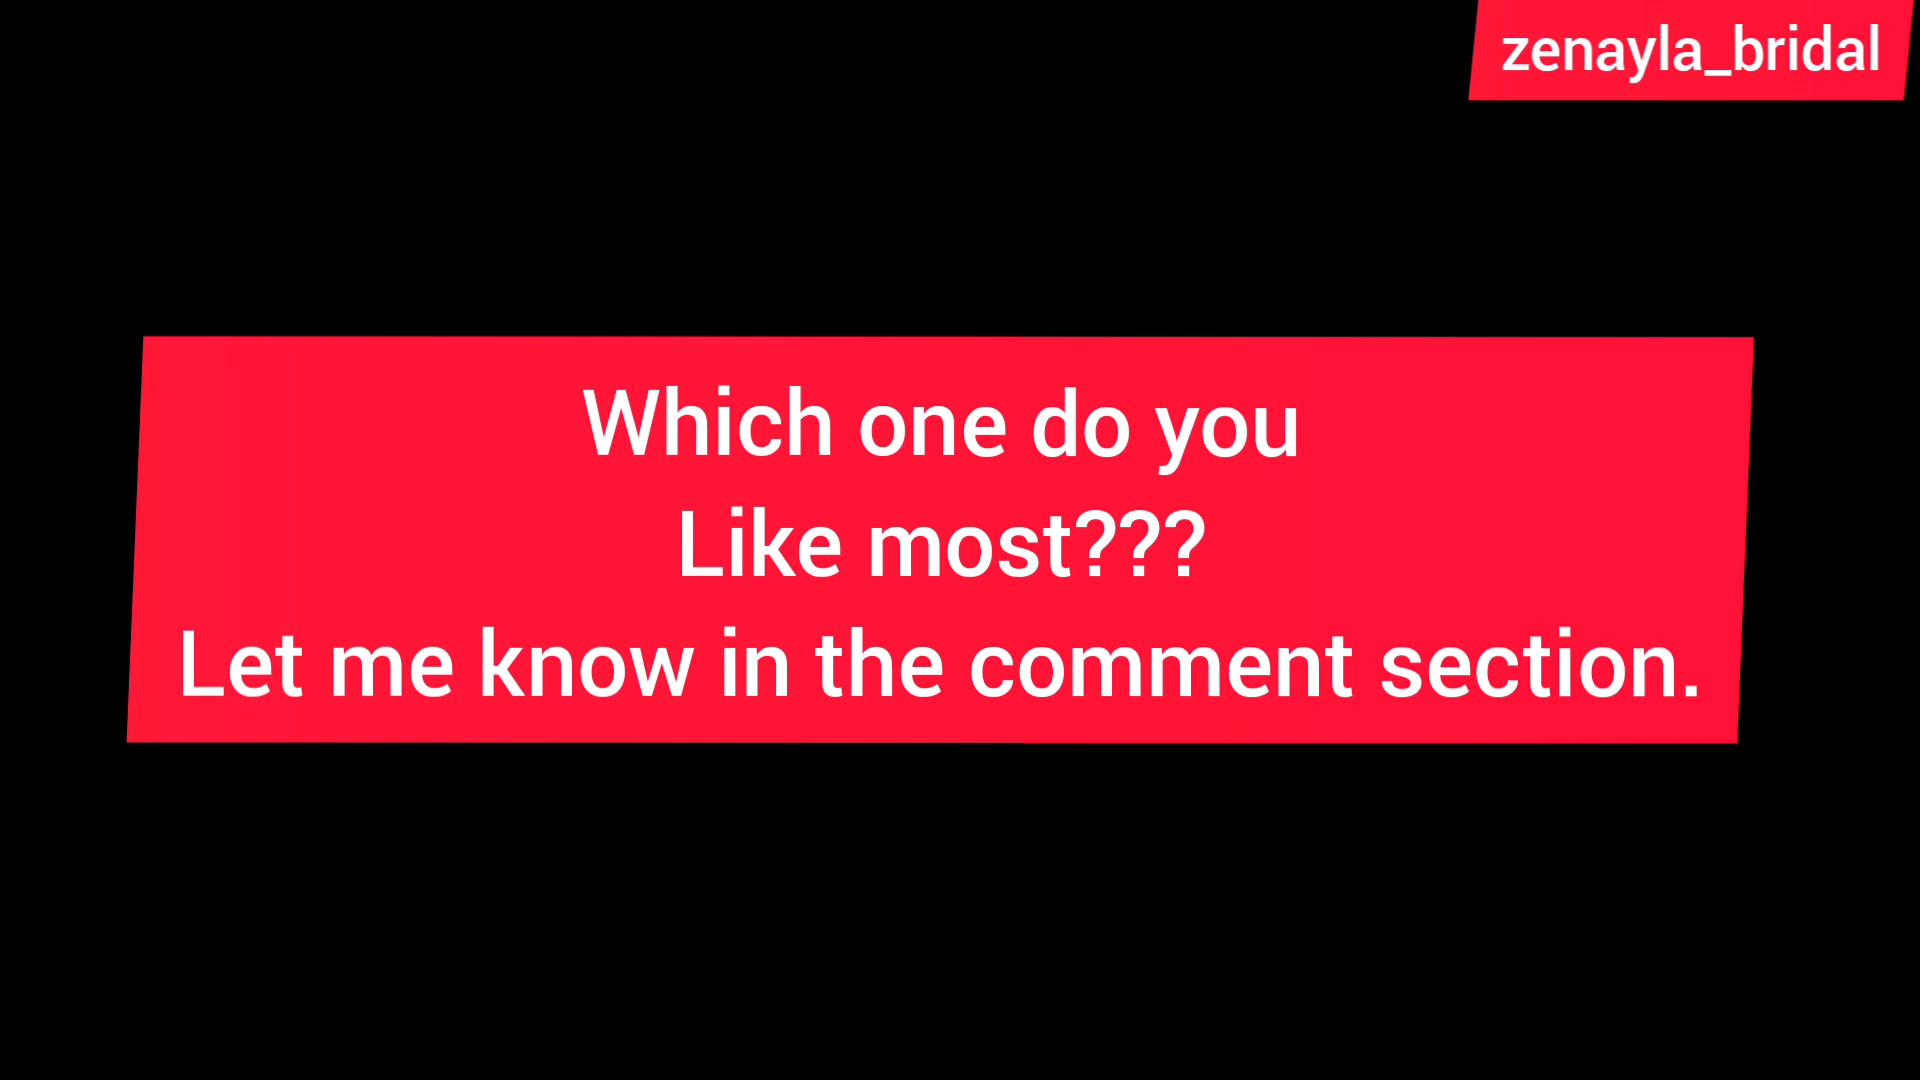 zenayla_bridal
Which one do you
Like most???
Let me know in the comment section.